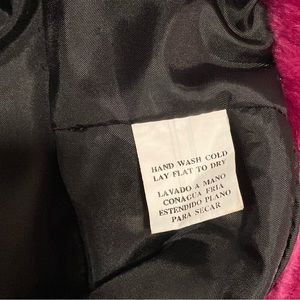 HAND WASH COLD
LAY FLAT TO DRY
LAVADO A MANO
CONAGUA FRIA
ESTENDIDO PLANO
PARA SECAR